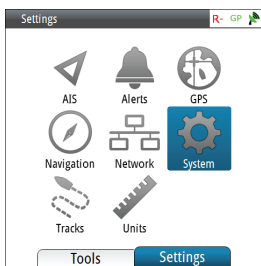 Settings R- GP
AIS Alerts GPS
Navigation Network System
Tracks Units
Tools Settings